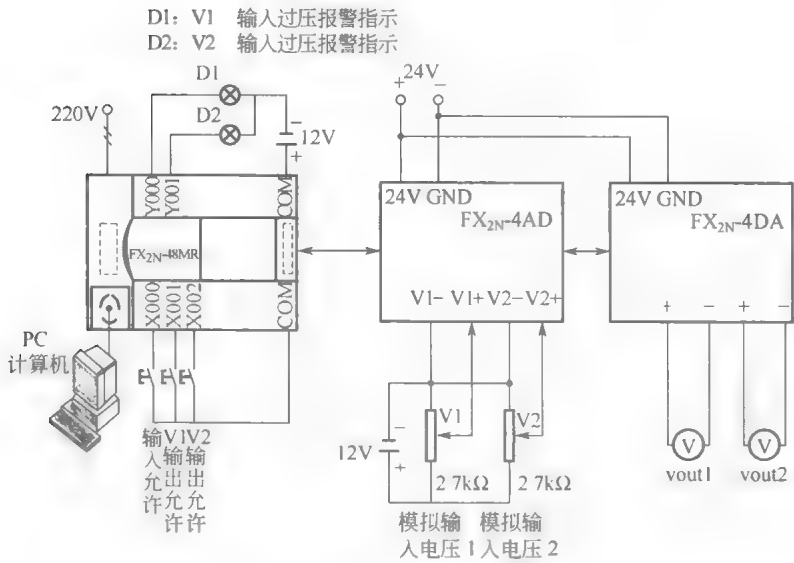 D1: V1 输入过压报警指示
D2: V2 输入过压报警指示
D1
D2
220V
12V
24V
Y000
Y001
COM
FX2N-48MR
X000
X001
X002
COM
24V GND
FX2N-4AD
V1- V1+ V2- V2+
24V GND
FX2N-4DA
+ - + -
PC
计算机
输入允许
V1输出允许
V2输出允许
12V
V1
V2
2 7kΩ
2 7kΩ
模拟输
入电压1
模拟输
入电压2
V
vout1
V
vout2